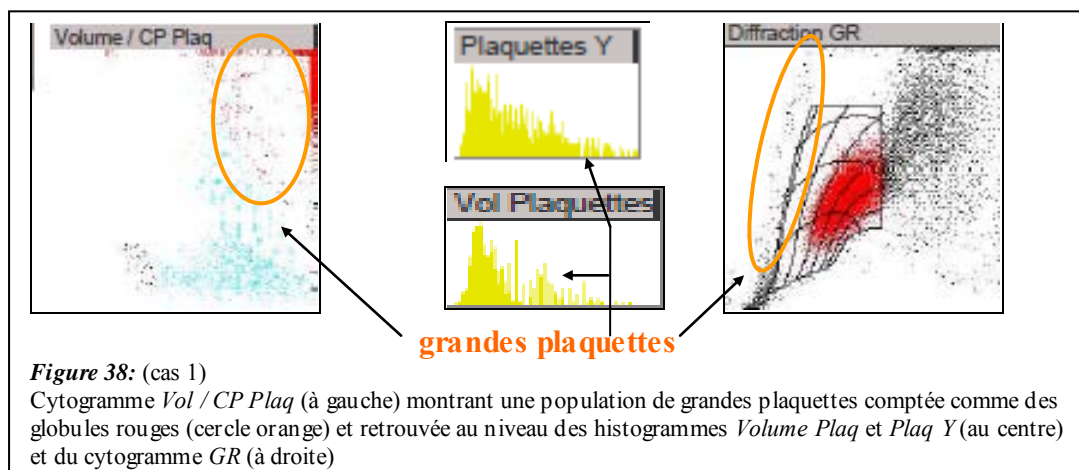 Volume / CP Plaq
Plaquettes Y
Diffraction GR
Vol Plaquettes
grandes plaquettes
Figure 38: (cas 1)
Cytogramme Vol / CP Plaq (à gauche) montrant une population de grandes plaquettes comptée comme des
globules rouges (cercle orange) et retrouvée au niveau des histogrammes Volume Plaq et Plaq Y (au centre)
et du cytogramme GR (à droite)